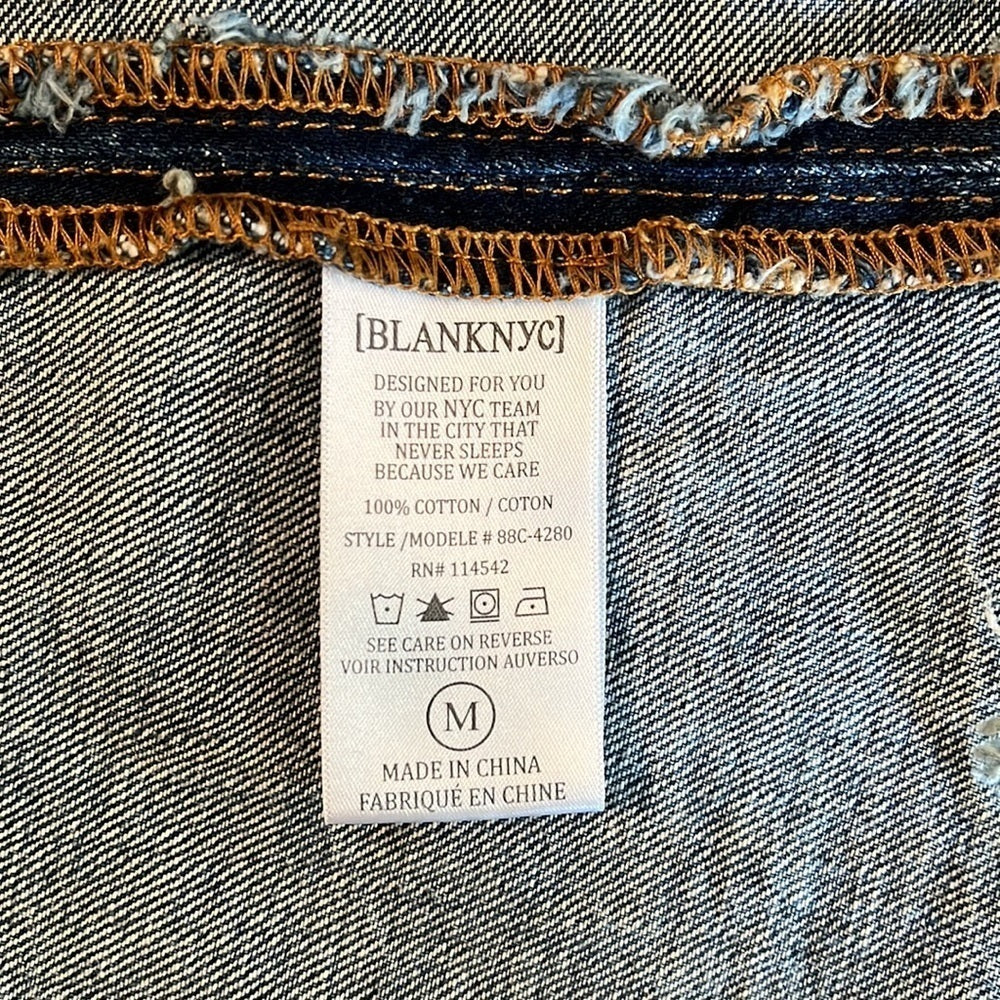 [BLANKNYC]
DESIGNED FOR YOU
BY OUR NYC TEAM
IN THE CITY THAT
NEVER SLEEPS
BECAUSE WE CARE
100% COTTON / COTON
STYLE /MODELE # 88C-4280
RN# 114542
SEE CARE ON REVERSE
VOIR INSTRUCTION AUVERSO
M
MADE IN CHINA
FABRIQUÉ EN CHINE